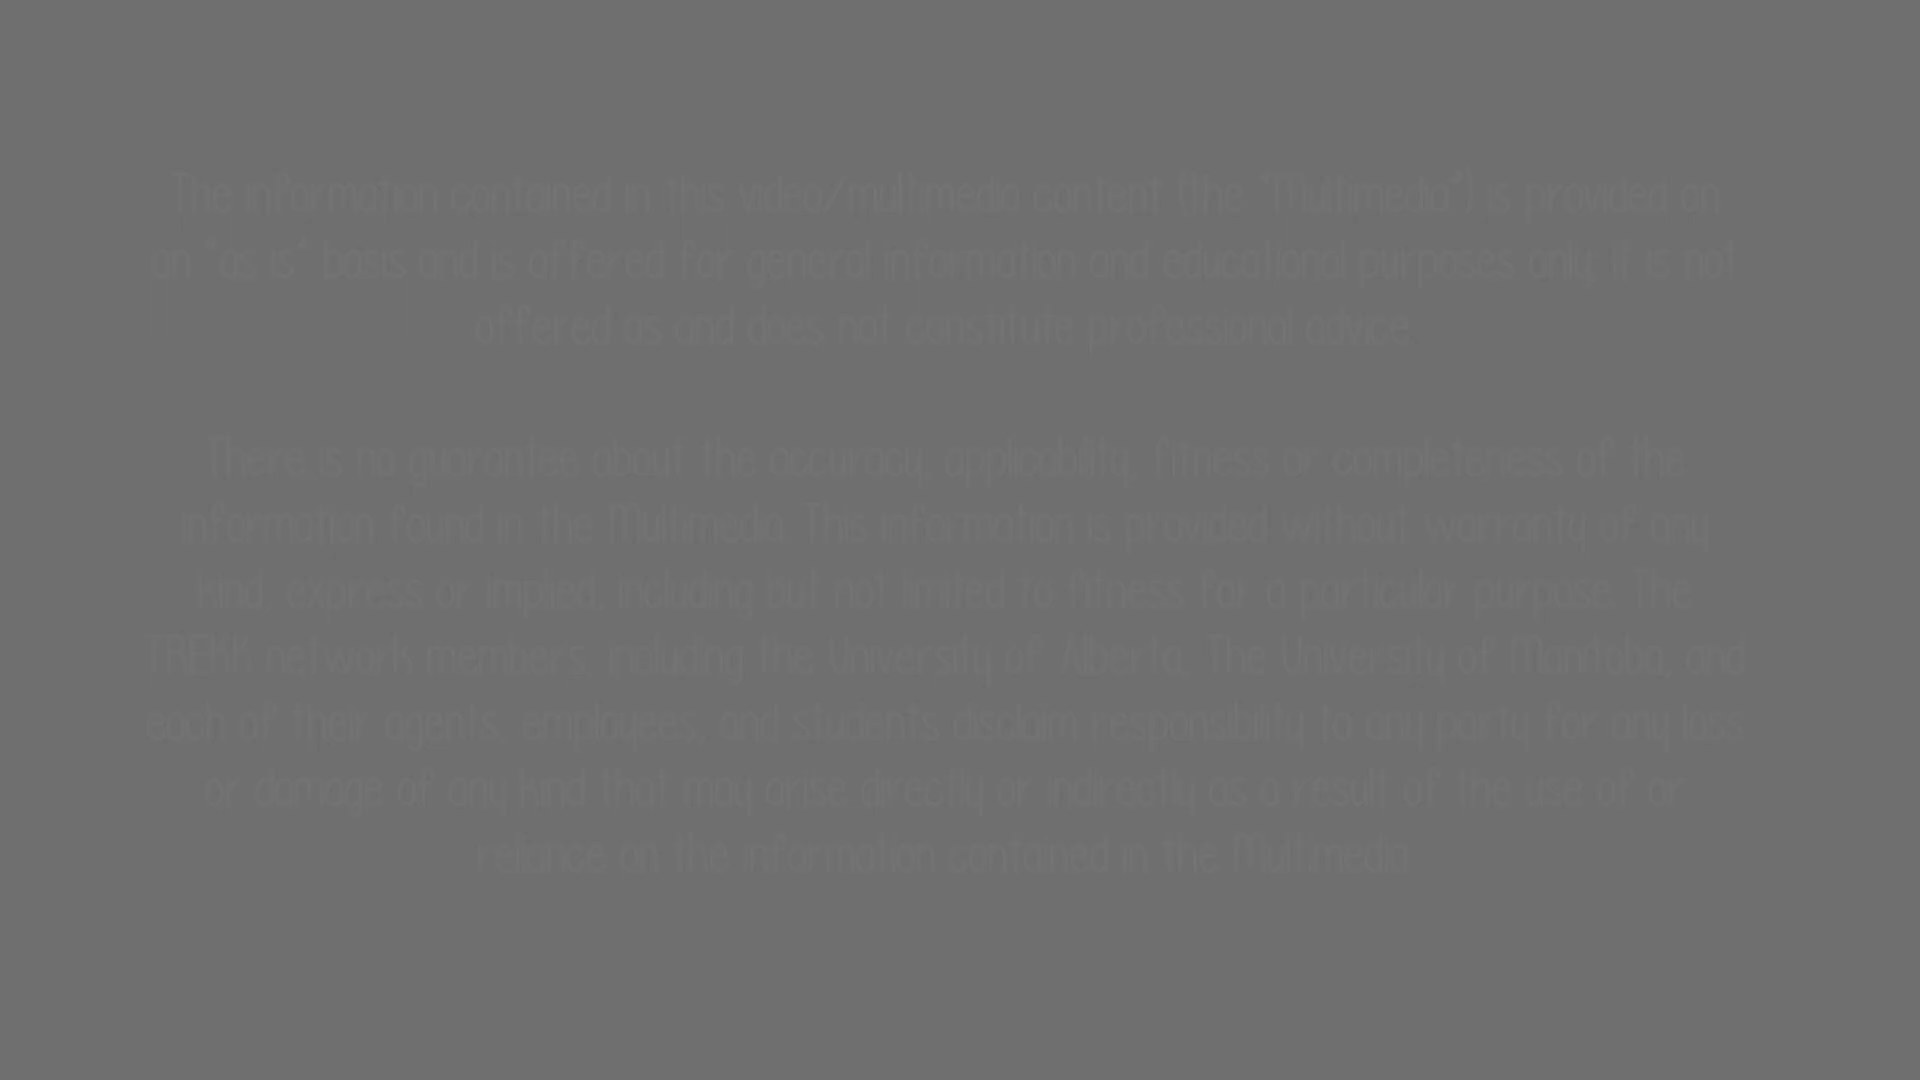 The information contained in this video/multimedia content (the "Multimedia") is provided on
an "as is" basis and is offered for general information and educational purposes only; it is not
offered as and does not constitute professional advice.
There is no guarantee about the accuracy, applicability, fitness or completeness of the
information found in the Multimedia. This information is provided without warranty of any
kind, express or implied, including but not limited to fitness for a particular purpose. The
TREKK network members, including the University of Alberta, The University of Manitoba, and
each of their agents, employees, and students disclaim responsibility to any party for any loss
or damage of any kind that may arise directly or indirectly as a result of the use of or
reliance on the information contained in the Multimedia.